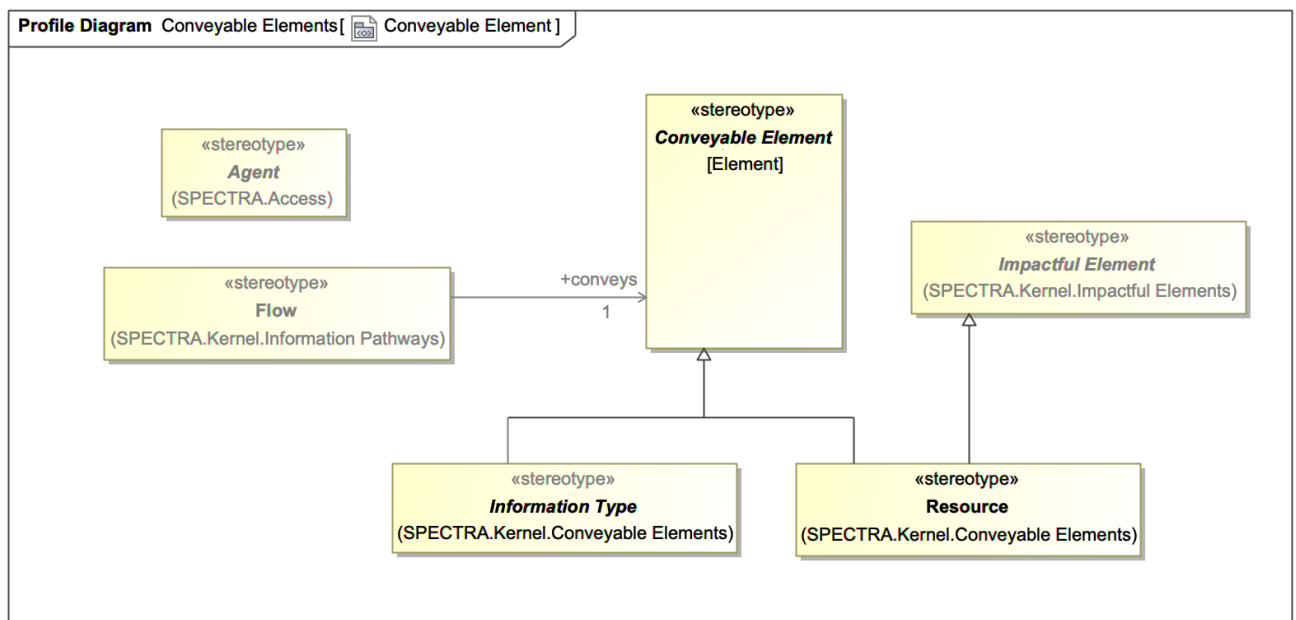 Profile Diagram Conveyable Elements[ Conveyable Element ]
«stereotype»
Conveyable Element
[Element]
«stereotype»
Agent
(SPECTRA.Access)
«stereotype»
Impactful Element
(SPECTRA.Kernel.Impactful Elements)
«stereotype»
Flow
(SPECTRA.Kernel.Information Pathways)
+conveys
1
«stereotype»
Information Type
(SPECTRA.Kernel.Conveyable Elements)
«stereotype»
Resource
(SPECTRA.Kernel.Conveyable Elements)